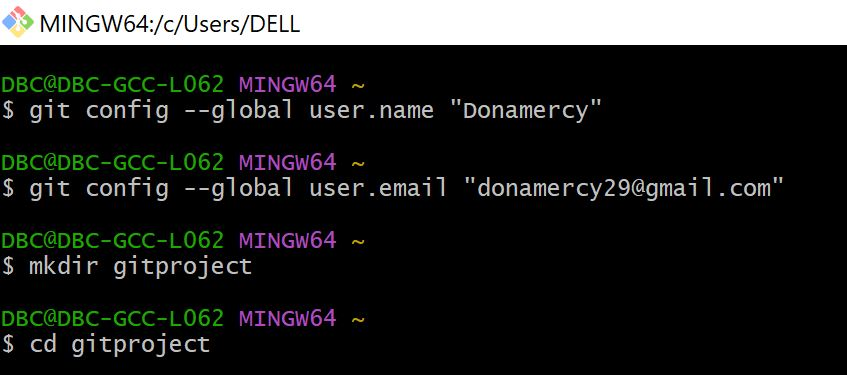 MINGW64:/c/Users/DELL
DBC@DBC-GCC-L062 MINGW64 ~
$ git config --global user.name "Donamercy"
DBC@DBC-GCC-L062 MINGW64 ~
$ git config --global user.email "donamercy29@gmail.com"
DBC@DBC-GCC-L062 MINGW64 ~
$ mkdir gitproject
DBC@DBC-GCC-L062 MINGW64 ~
$ cd gitproject